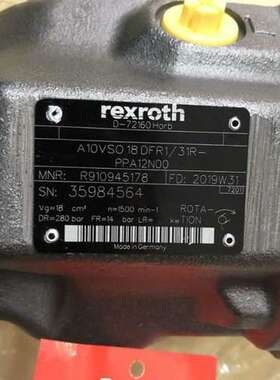 rexroth
D-72160 Horb
A10VSO 18 DFR1/31R-
PPA12N00
MNR: R910945178 FD: 2019W31
SN: 35984564 7201
Vg=18 cm³ n=1500 min-1 ROTA-
DR=280 bar FR=14 bar LR= x= TION
Made in Germany